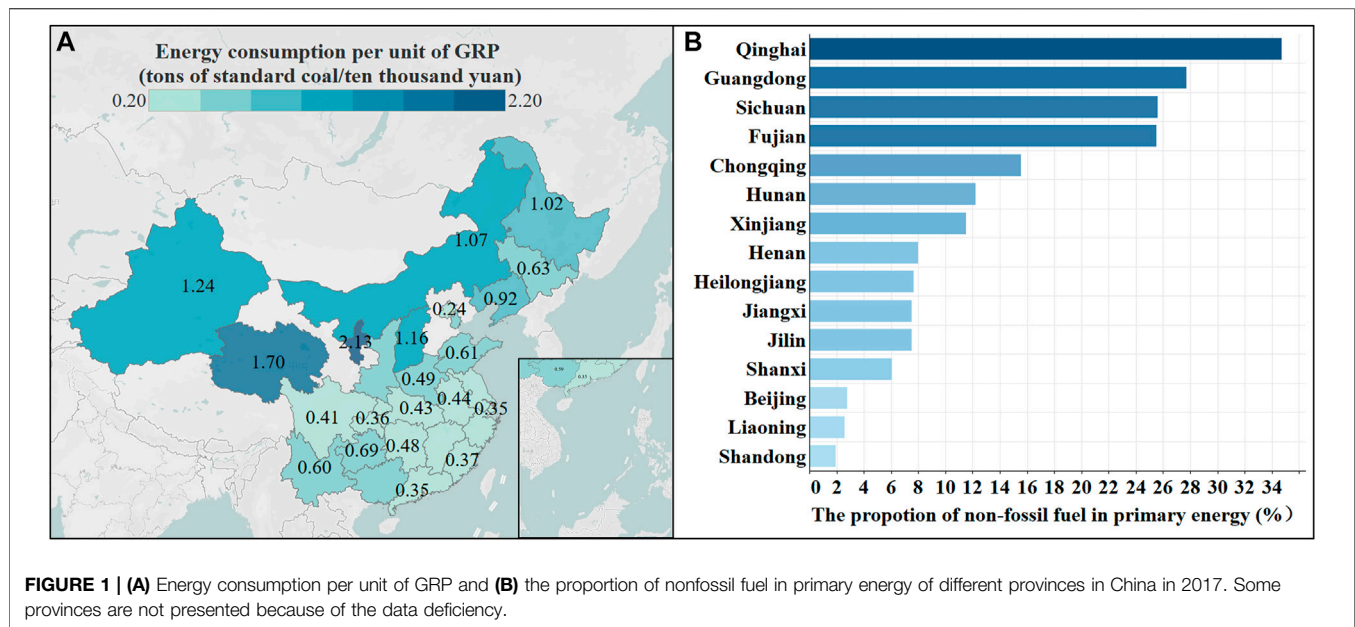 A
Energy consumption per unit of GRP
(tons of standard coal/ten thousand yuan)
0.20
2.20
1.02
1.07
0.63
1.24
0.92
0.24
2.13
1.16
0.61
1.70
0.49
0.44
0.35
0.43
0.41
0.36
0.48
0.69
0.37
0.60
0.35
B
Qinghai
Guangdong
Sichuan
Fujian
Chongqing
Hunan
Xinjiang
Henan
Heilongjiang
Jiangxi
Jilin
Shanxi
Beijing
Liaoning
Shandong
0 2 4 6 8 10 12 14 16 18 20 22 24 26 28 30 32 34
The propotion of non-fossil fuel in primary energy (%)
FIGURE 1 | (A) Energy consumption per unit of GRP and (B) the proportion of nonfossil fuel in primary energy of different provinces in China in 2017. Some
provinces are not presented because of the data deficiency.